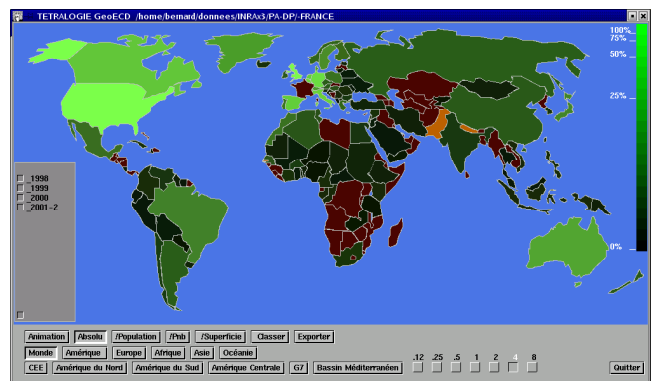 TETRALOGIE GeoECD /home/bernard/donnees/INRAx3/PA-DP/-FRANCE
100%
75%
50%
25%
0%
_1998
_1999
_2000
_2001-2
Animation Absolu /Population /Pnb /Superficie Classer Exporter
Monde Amérique Europe Afrique Asie Océanie
.12 .25 .5 1 2 4 8
CEE Amérique du Nord Amérique du Sud Amérique Centrale G7 Bassin Méditerranéen Quitter